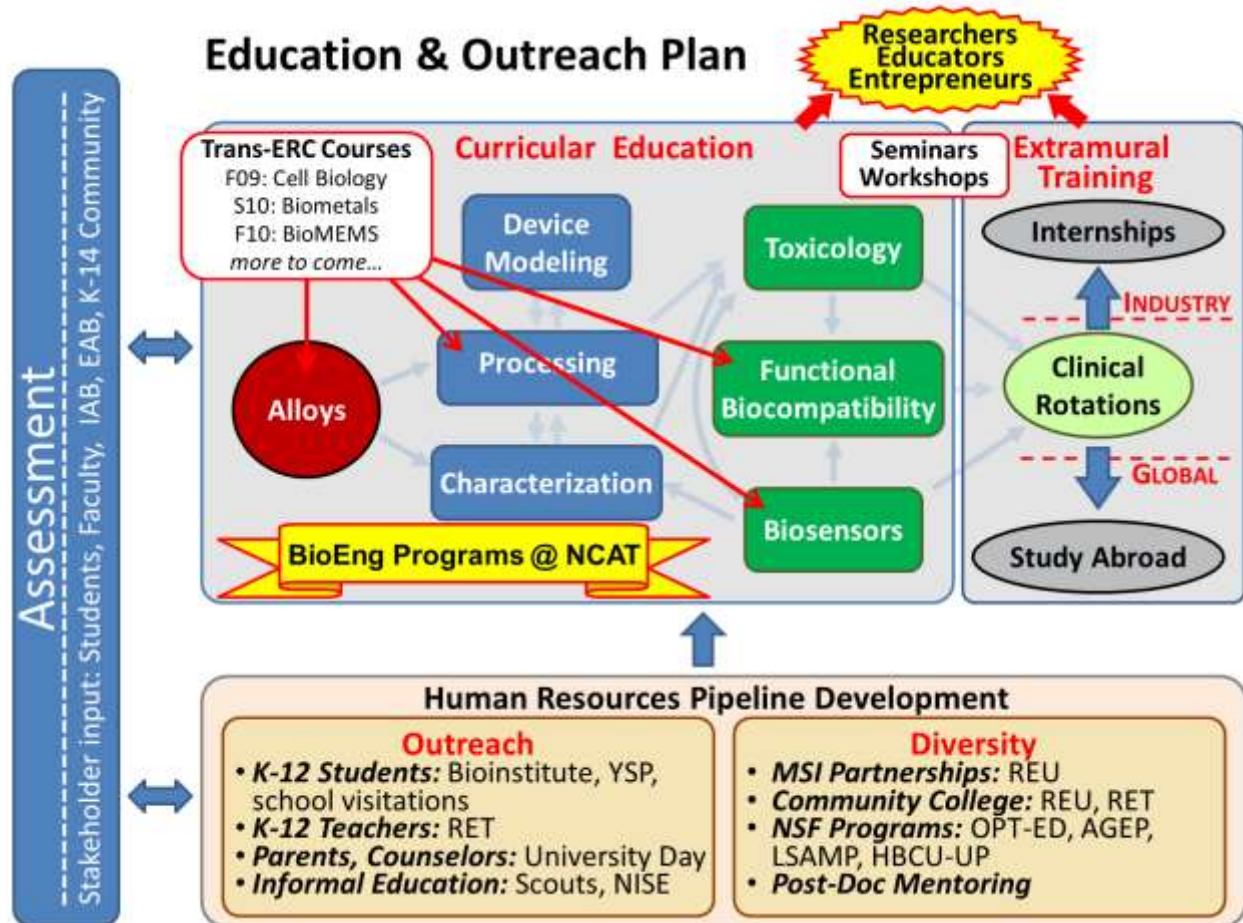 Education & Outreach Plan
Researchers
Educators
Entrepreneurs
Assessment
Stakeholder input: Students, Faculty, IAB, EAB, K-14 Community
Trans-ERC Courses
F09: Cell Biology
S10: Biometals
F10: BioMEMS
more to come...
Curricular Education
Seminars
Workshops
Extramural
Training
Device
Modeling
Toxicology
Internships
INDUSTRY
Alloys
Processing
Functional
Biocompatibility
Clinical
Rotations
GLOBAL
Characterization
Biosensors
Study Abroad
BioEng Programs @ NCAT
Human Resources Pipeline Development
Outreach
• K-12 Students: Bioinstitute, YSP,
school visitations
• K-12 Teachers: RET
• Parents, Counselors: University Day
• Informal Education: Scouts, NISE
Diversity
• MSI Partnerships: REU
• Community College: REU, RET
• NSF Programs: OPT-ED, AGEP,
LSAMP, HBCU-UP
• Post-Doc Mentoring